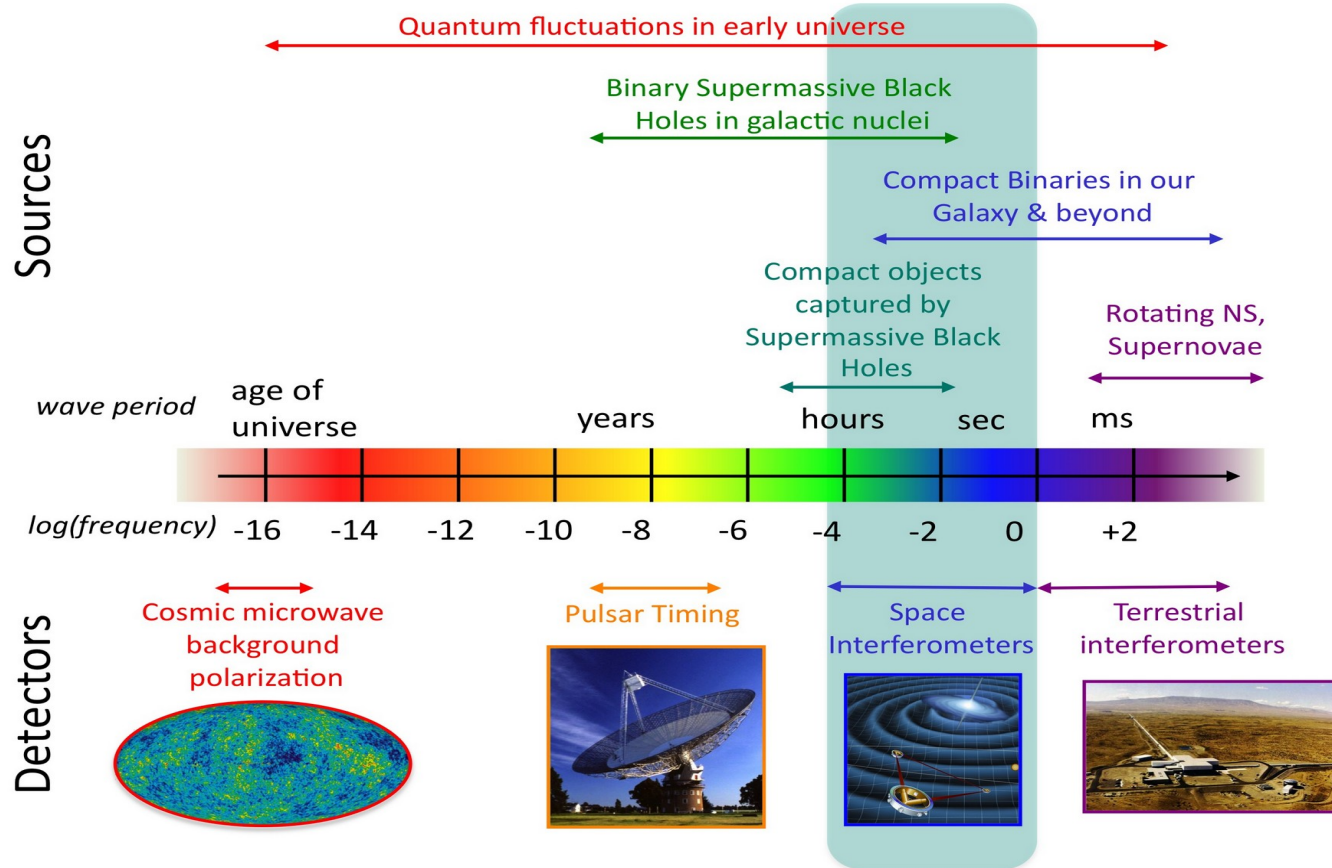 Quantum fluctuations in early universe
Binary Supermassive Black
Holes in galactic nuclei
Sources
Compact Binaries in our
Galaxy & beyond
Compact objects
captured by
Supermassive Black
Holes
Rotating NS,
Supernovae
wave period
age of
universe
years
hours
sec
ms
log(frequency)
-16
-14
-12
-10
-8
-6
-4
-2
0
+2
Detectors
Cosmic microwave
background
polarization
Pulsar Timing
Space
Interferometers
Terrestrial
interferometers